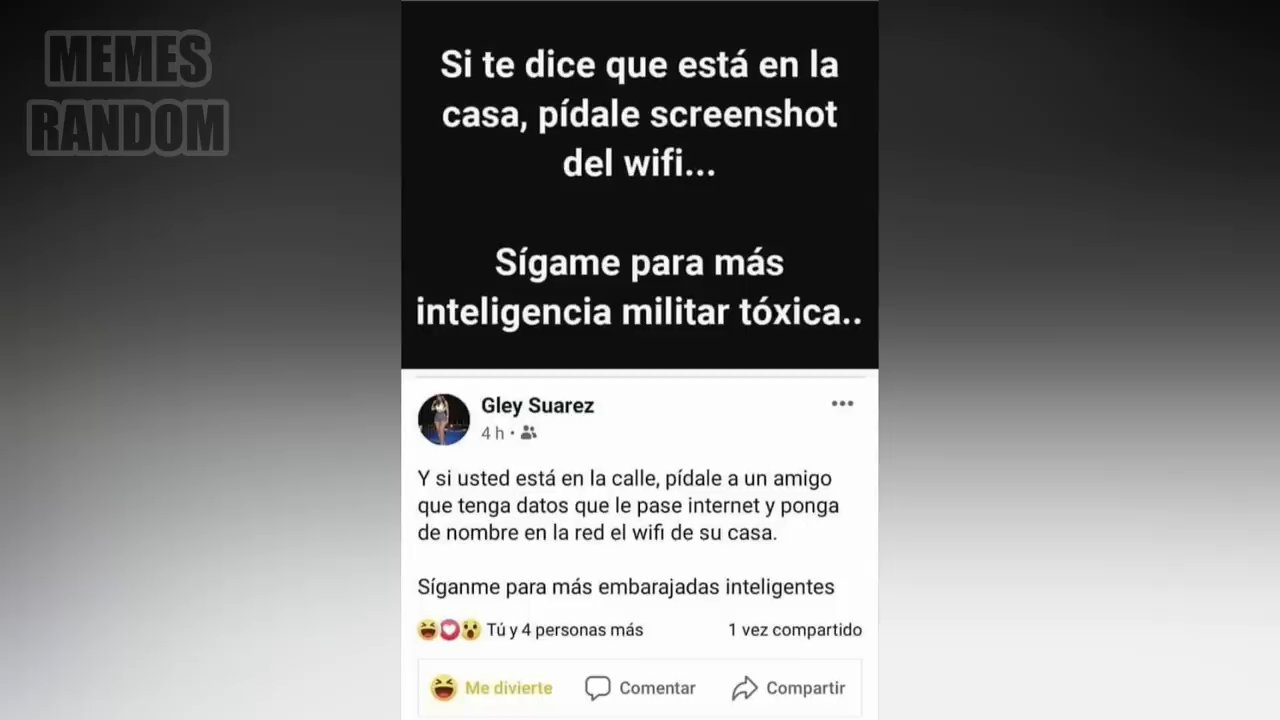 MEMES
RANDOM
Si te dice que está en la
casa, pídale screenshot
del wifi...
Sígame para más
inteligencia militar tóxica..
Gley Suarez
4 h ·
Y si usted está en la calle, pídale a un amigo
que tenga datos que le pase internet y ponga
de nombre en la red el wifi de su casa.
Síganme para más embarajadas inteligentes
Tú y 4 personas más 1 vez compartido
Me divierte Comentar Compartir